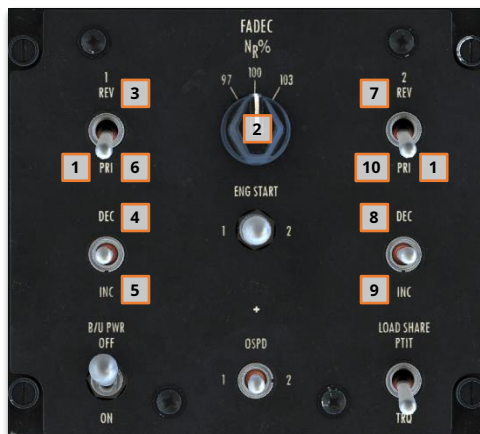 FADEC
NR%
97 100 103
1
REV
3
2
7
2
REV
1 6
PRI
10 1
PRI
ENG START
1 2
DEC
4
8
DEC
INC
5
9
INC
B/U PWR
OFF
+
OSPD
LOAD SHARE
PTIT
1 2
ON
TRQ